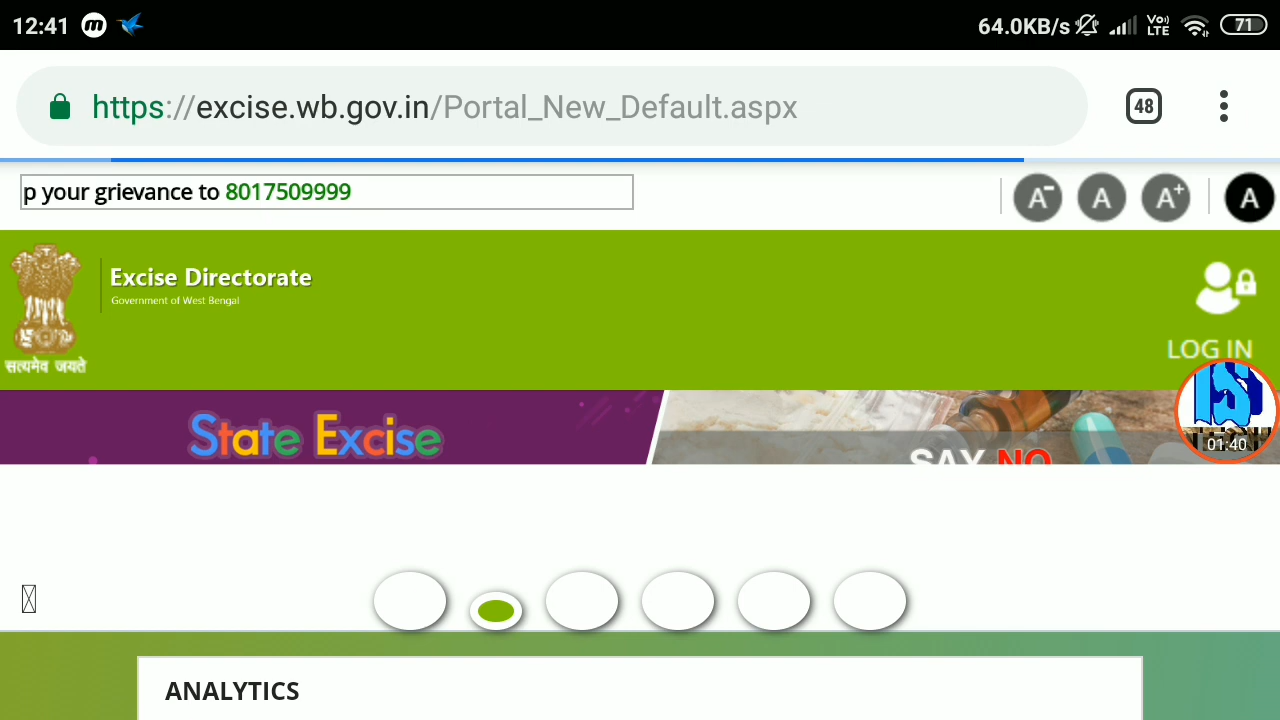 12:41
64.0KB/s Vo) LTE 71
https://excise.wb.gov.in/Portal_New_Default.aspx
48
p your grievance to 8017509999
A- A A+ A
Excise Directorate
Government of West Bengal
सत्यमेव जयते
LOG IN
State Excise
SAY NO
01:40
ANALYTICS